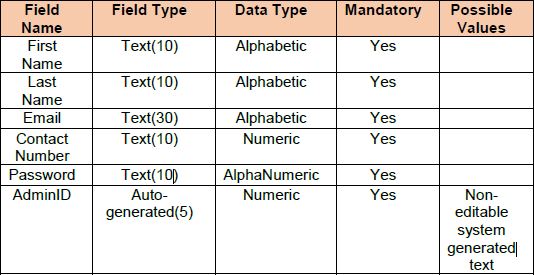 Field Name Field Type Data Type Mandatory Possible Values
First Name Text(10) Alphabetic Yes
Last Name Text(10) Alphabetic Yes
Email Text(30) Alphabetic Yes
Contact Number Text(10) Numeric Yes
Password Text(10) AlphaNumeric Yes
AdminID Auto-generated(5) Numeric Yes Non-editable system generated text